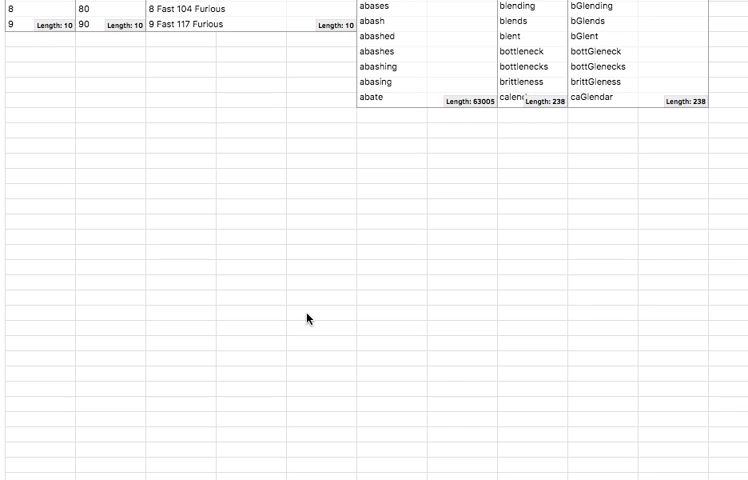 8 80 8 Fast 104 Furious
9 Length: 10 90 Length: 10 9 Fast 117 Furious Length: 10
abases blending bGlending
abash blends bGlends
abashed blent bGlent
abashes bottleneck bottGleneck
abashing bottlenecks bottGlenecks
abasing brittleness brittGleness
abate Length: 63005 Length: 238 caGlendar Length: 238